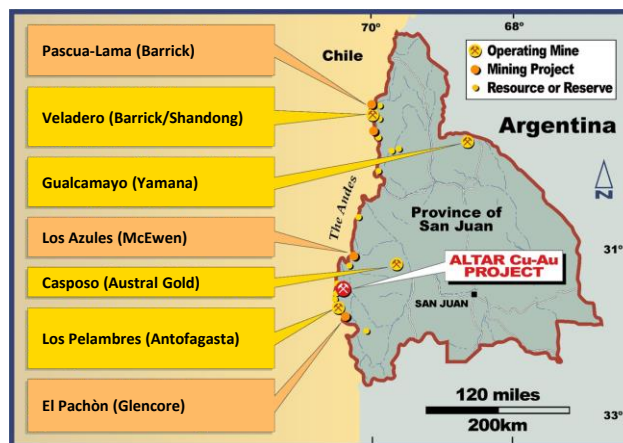 70°
68°
Pascua-Lama (Barrick)
Chile
Operating Mine
Mining Project
Resource or Reserve
Veladero (Barrick/Shandong)
Argentina
Gualcamayo (Yamana)
N
The Andes
Province of
San Juan
Los Azules (McEwen)
31°
ALTAR Cu-Au
PROJECT
Casposo (Austral Gold)
SAN JUAN
Los Pelambres (Antofagasta)
El Pachòn (Glencore)
120 miles
200km
33°